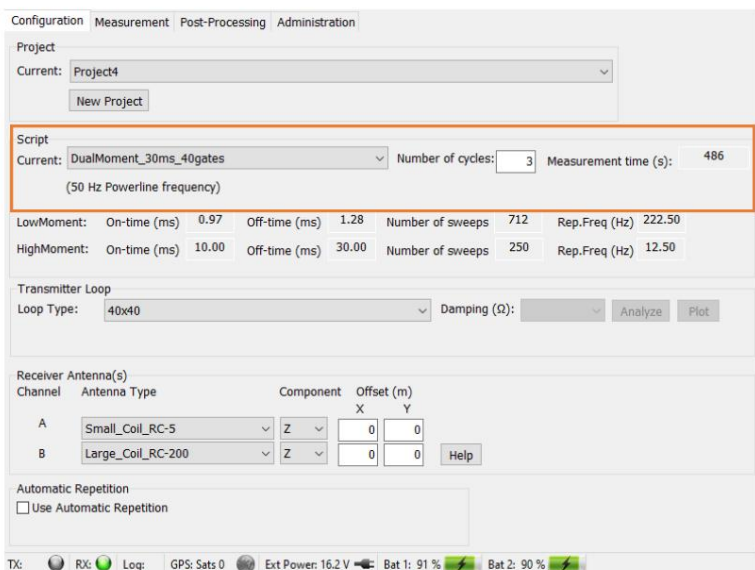 Configuration Measurement Post-Processing Administration
Project
Current: Project4
New Project
Script
Current: DualMoment_30ms_40gates Number of cycles: 3 Measurement time (s): 486
(50 Hz Powerline frequency)
LowMoment: On-time (ms) 0.97 Off-time (ms) 1.28 Number of sweeps 712 Rep.Freq (Hz) 222.50
HighMoment: On-time (ms) 10.00 Off-time (ms) 30.00 Number of sweeps 250 Rep.Freq (Hz) 12.50
Transmitter Loop
Loop Type: 40x40 Damping (Ω): Analyze Plot
Receiver Antenna(s)
Channel Antenna Type Component Offset (m)
X Y
A Small_Coil_RC-5 Z 0 0
B Large_Coil_RC-200 Z 0 0 Help
Automatic Repetition
Use Automatic Repetition
TX: RX: Log: GPS: Sats 0 Ext Power: 16.2 V Bat 1: 91 % Bat 2: 90 %